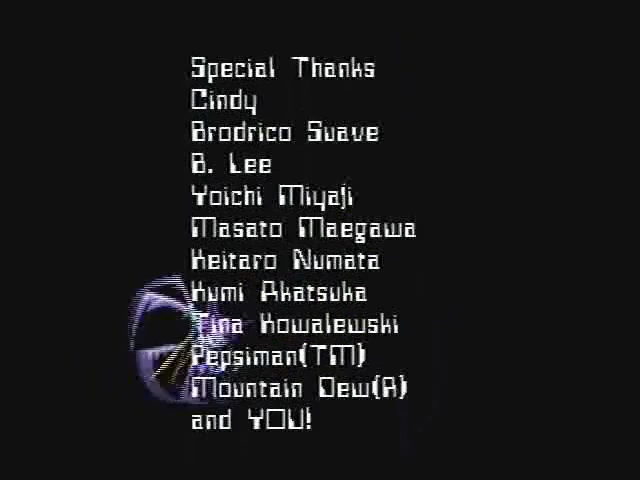 Special Thanks
Cindy
Brodrico Suave
B. Lee
Yoichi Miyaji
Masato Maegawa
Keitaro Numata
Kumi Akatsuka
Tina Kowalewski
Pepsiman(TM)
Mountain Dew(R)
and YOU!